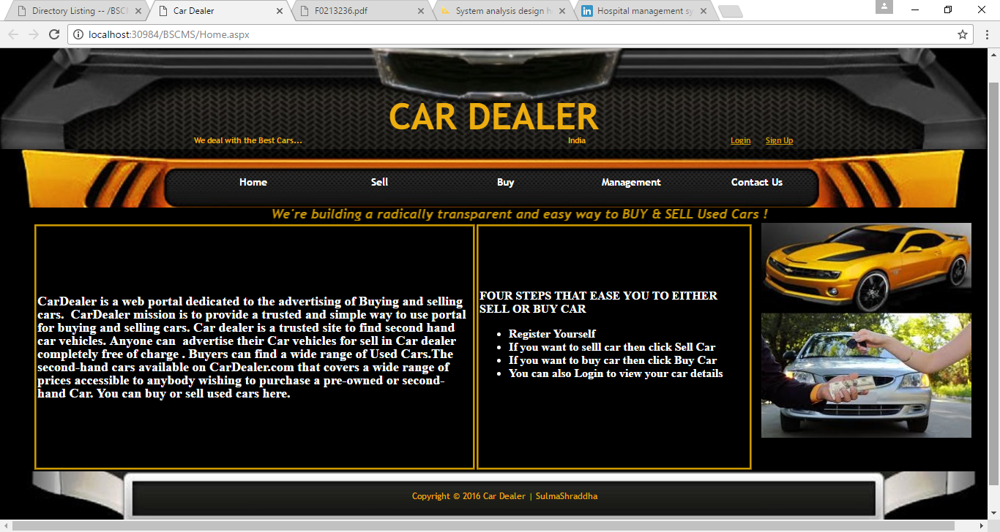 Directory Listing -- /BSC
Car Dealer
F0213236.pdf
System analysis design h
Hospital management sy
localhost:30984/BSCMS/Home.aspx
CAR DEALER
We deal with the Best Cars... India Login Sign Up
Home Sell Buy Management Contact Us
We're building a radically transparent and easy way to BUY & SELL Used Cars !
CarDealer is a web portal dedicated to the advertising of Buying and selling
cars.  CarDealer mission is to provide a trusted and simple way to use portal
for buying and selling cars. Car dealer is a trusted site to find second hand
car vehicles. Anyone can  advertise their Car vehicles for sell in Car dealer
completely free of charge . Buyers can find a wide range of Used Cars.The
second-hand cars available on CarDealer.com that covers a wide range of
prices accessible to anybody wishing to purchase a pre-owned or second-
hand Car. You can buy or sell used cars here.
FOUR STEPS THAT EASE YOU TO EITHER
SELL OR BUY CAR
• Register Yourself
• If you want to selll car then click Sell Car
• If you want to buy car then click Buy Car
• You can also Login to view your car details
Copyright © 2016 Car Dealer | SulmaShraddha